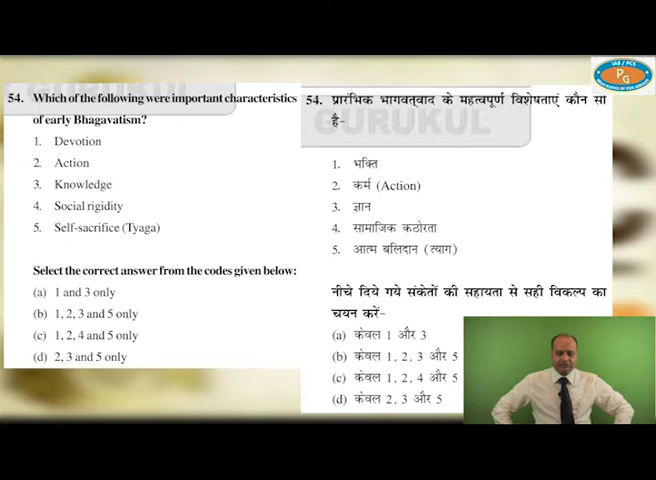 IAS / PCS
PG
54. Which of the following were important characteristics
of early Bhagavatism?
1. Devotion
2. Action
3. Knowledge
4. Social rigidity
5. Self-sacrifice (Tyaga)
Select the correct answer from the codes given below:
(a) 1 and 3 only
(b) 1, 2, 3 and 5 only
(c) 1, 2, 4 and 5 only
(d) 2, 3 and 5 only
54. प्रारंभिक भागवत्वाद के महत्वपूर्ण विशेषताएं कौन सा
है-
GURUKUL
1. भक्ति
2. कर्म (Action)
3. ज्ञान
4. सामाजिक कठोरता
5. आत्म बलिदान (त्याग)
नीचे दिये गये संकेतों की सहायता से सही विकल्प का
चयन करें-
(a) केवल 1 और 3
(b) केवल 1, 2, 3 और 5
(c) केवल 1, 2, 4 और 5
(d) केवल 2, 3 और 5